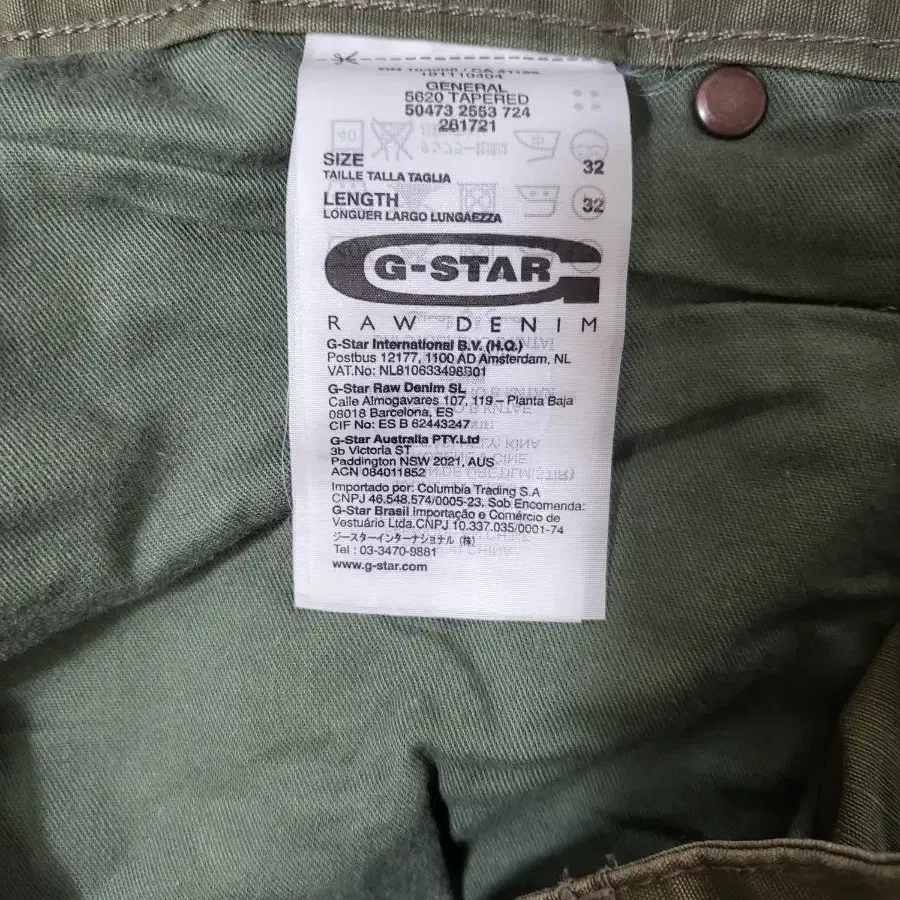 101110404
GENERAL
5620 TAPERED
50473 2553 724
261721
SIZE 32
TAILLE TALLA TAGLIA
LENGTH 32
LONGUER LARGO LUNGAEZZA
G-STAR
RAW DENIM
G-Star International B.V. (H.Q.)
Postbus 12177, 1100 AD Amsterdam, NL
VAT.No: NL810633498B01
G-Star Raw Denim SL
Calle Almogavares 107, 119 – Planta Baja
08018 Barcelona, ES
CIF No: ES B 62443247
G-Star Australia PTY.Ltd
3b Victoria ST
Paddington NSW 2021, AUS
ACN 084011852
Importado por: Columbia Trading S.A
CNPJ 46.548.574/0005-23, Sob Encomenda:
G-Star Brasil Importação e Comércio de
Vestuário Ltda.CNPJ 10.337.035/0001-74
ジースターインターナショナル (株)
Tel : 03-3470-9881
www.g-star.com